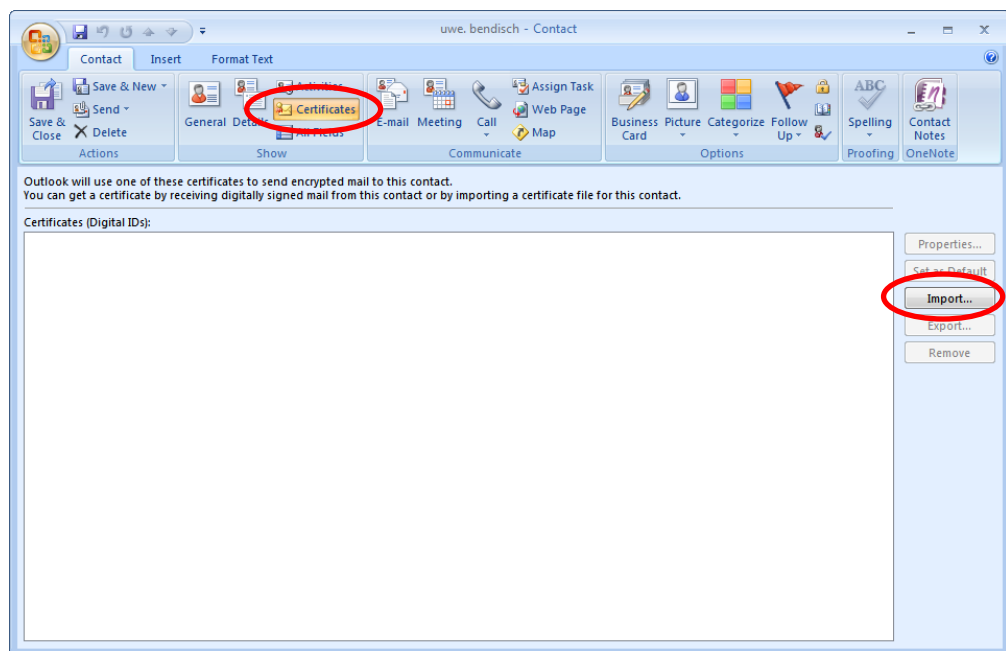 uwe. bendisch - Contact
Contact Insert Format Text
Save & Close
Save & New
Send
Delete
Actions
General
Details
Activities
Certificates
All Fields
Show
E-mail
Meeting
Call
Assign Task
Web Page
Map
Communicate
Business Card
Picture
Categorize
Follow Up
Options
ABC
Spelling
Proofing
Contact Notes
OneNote
Outlook will use one of these certificates to send encrypted mail to this contact.
You can get a certificate by receiving digitally signed mail from this contact or by importing a certificate file for this contact.
Certificates (Digital IDs):
Properties...
Set as Default
Import...
Export...
Remove